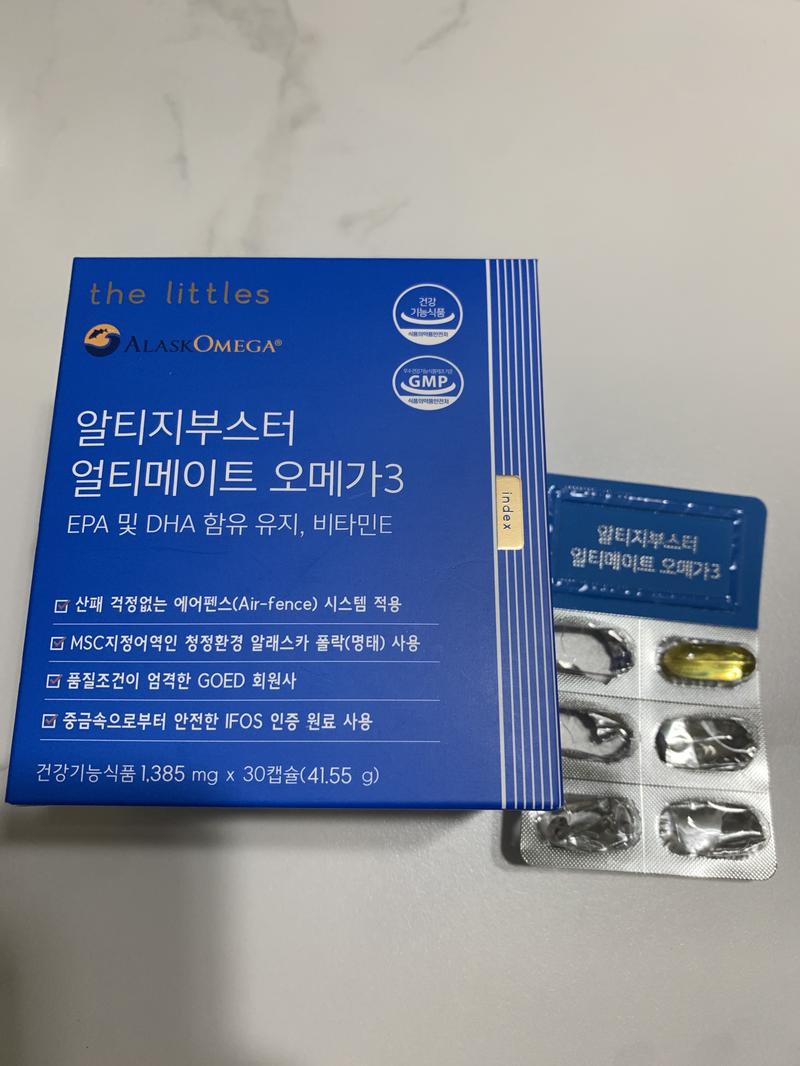 the littles
ALASKOMEGA®
건강
기능식품
식품의약품안전처
우수건강기능식품제조기준
GMP
식품의약품안전처
알티지부스터
얼티메이트 오메가3
EPA 및 DHA 함유 유지, 비타민E
index
산패 걱정없는 에어펜스(Air-fence) 시스템 적용
MSC지정어역인 청정환경 알래스카 폴락(명태) 사용
품질조건이 엄격한 GOED 회원사
중금속으로부터 안전한 IFOS 인증 원료 사용
건강기능식품 1,385 mg x 30캡슐(41.55 g)
알티지부스터
얼티메이트 오메가3